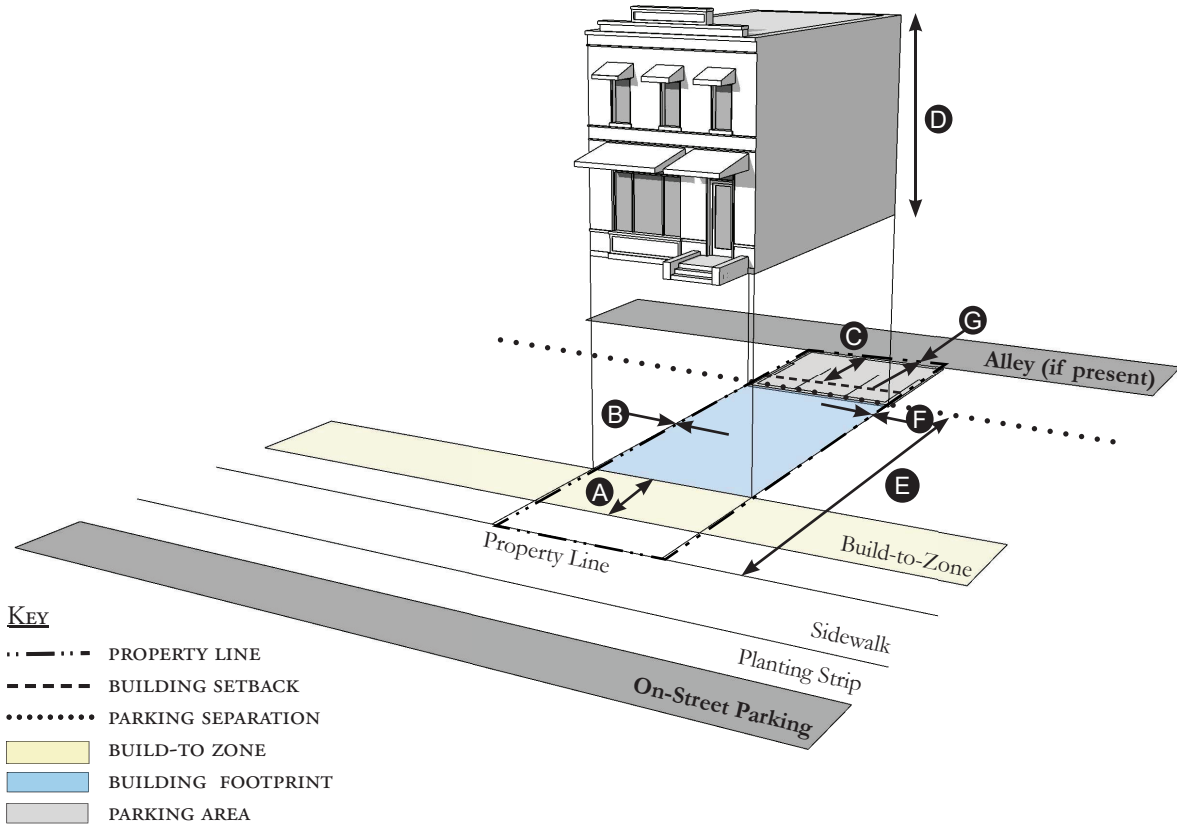 D
C
G
Alley (if present)
B
F
A
E
Build-to-Zone
Property Line
Sidewalk
Planting Strip
On-Street Parking
KEY
PROPERTY LINE
BUILDING SETBACK
PARKING SEPARATION
BUILD-TO ZONE
BUILDING FOOTPRINT
PARKING AREA